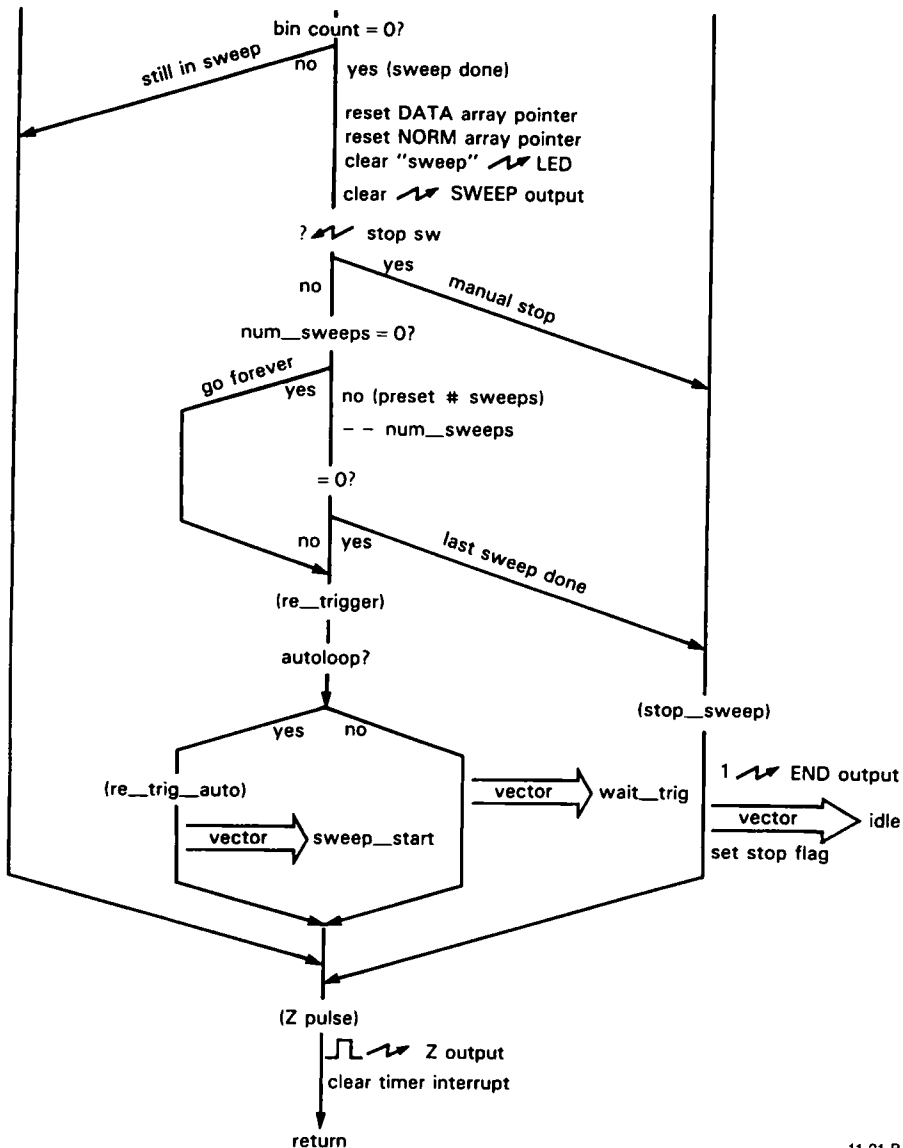 bin count = 0?
still in sweep
no
yes (sweep done)
reset DATA array pointer
reset NORM array pointer
clear "sweep" LED
clear SWEEP output
? stop sw
yes
no
manual stop
num__sweeps = 0?
go forever
yes
no (preset # sweeps)
- - num__sweeps
= 0?
no
yes
last sweep done
(re__trigger)
autoloop?
yes
no
(stop__sweep)
(re__trig__auto)
vector
sweep__start
vector
wait__trig
1 END output
vector
idle
set stop flag
(Z pulse)
Z output
clear timer interrupt
return